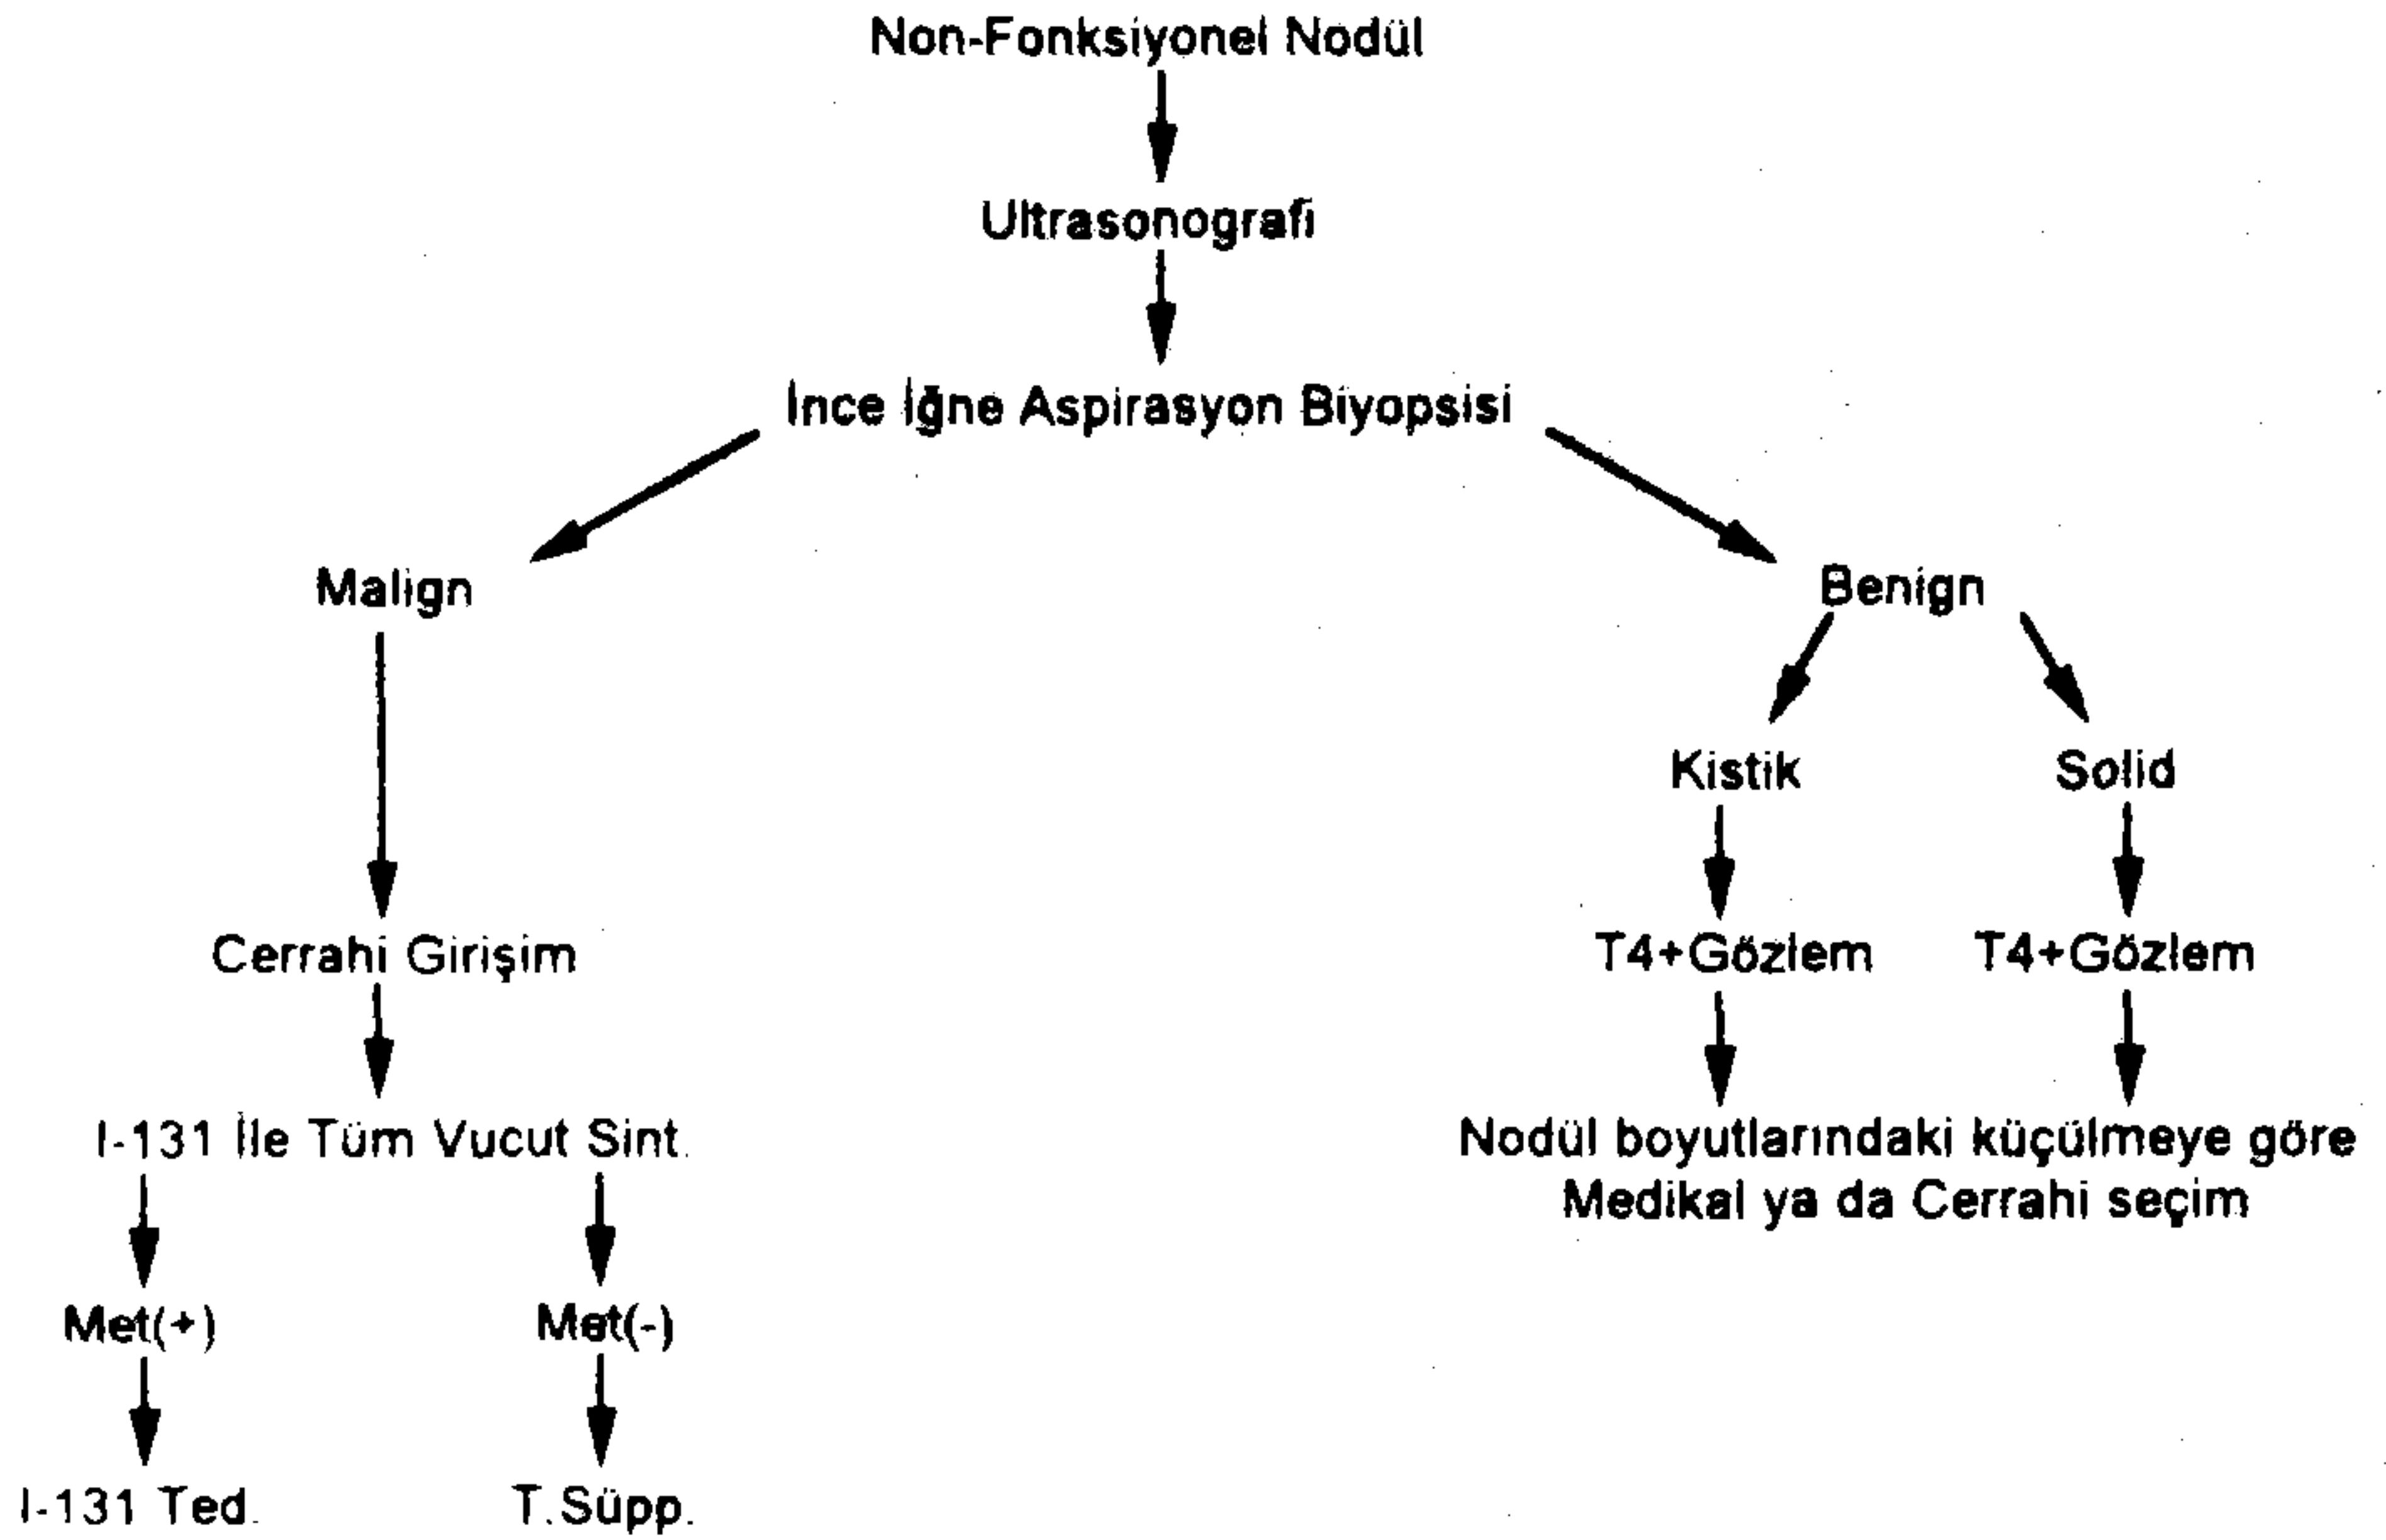 Non-Fonksiyonel Nodül
Ultrasonografi
İnce İğne Aspirasyon Biyopsisi
Malign
Benign
Kistik
Solid
Cerrahi Girişim
T4+Gözlem
T4+Gözlem
I-131 İle Tüm Vucut Sint.
Nodül boyutlarındaki küçülmeye göre
Medikal ya da Cerrahi seçim
Met(+)
Met(-)
I-131 Ted.
T.Süpp.